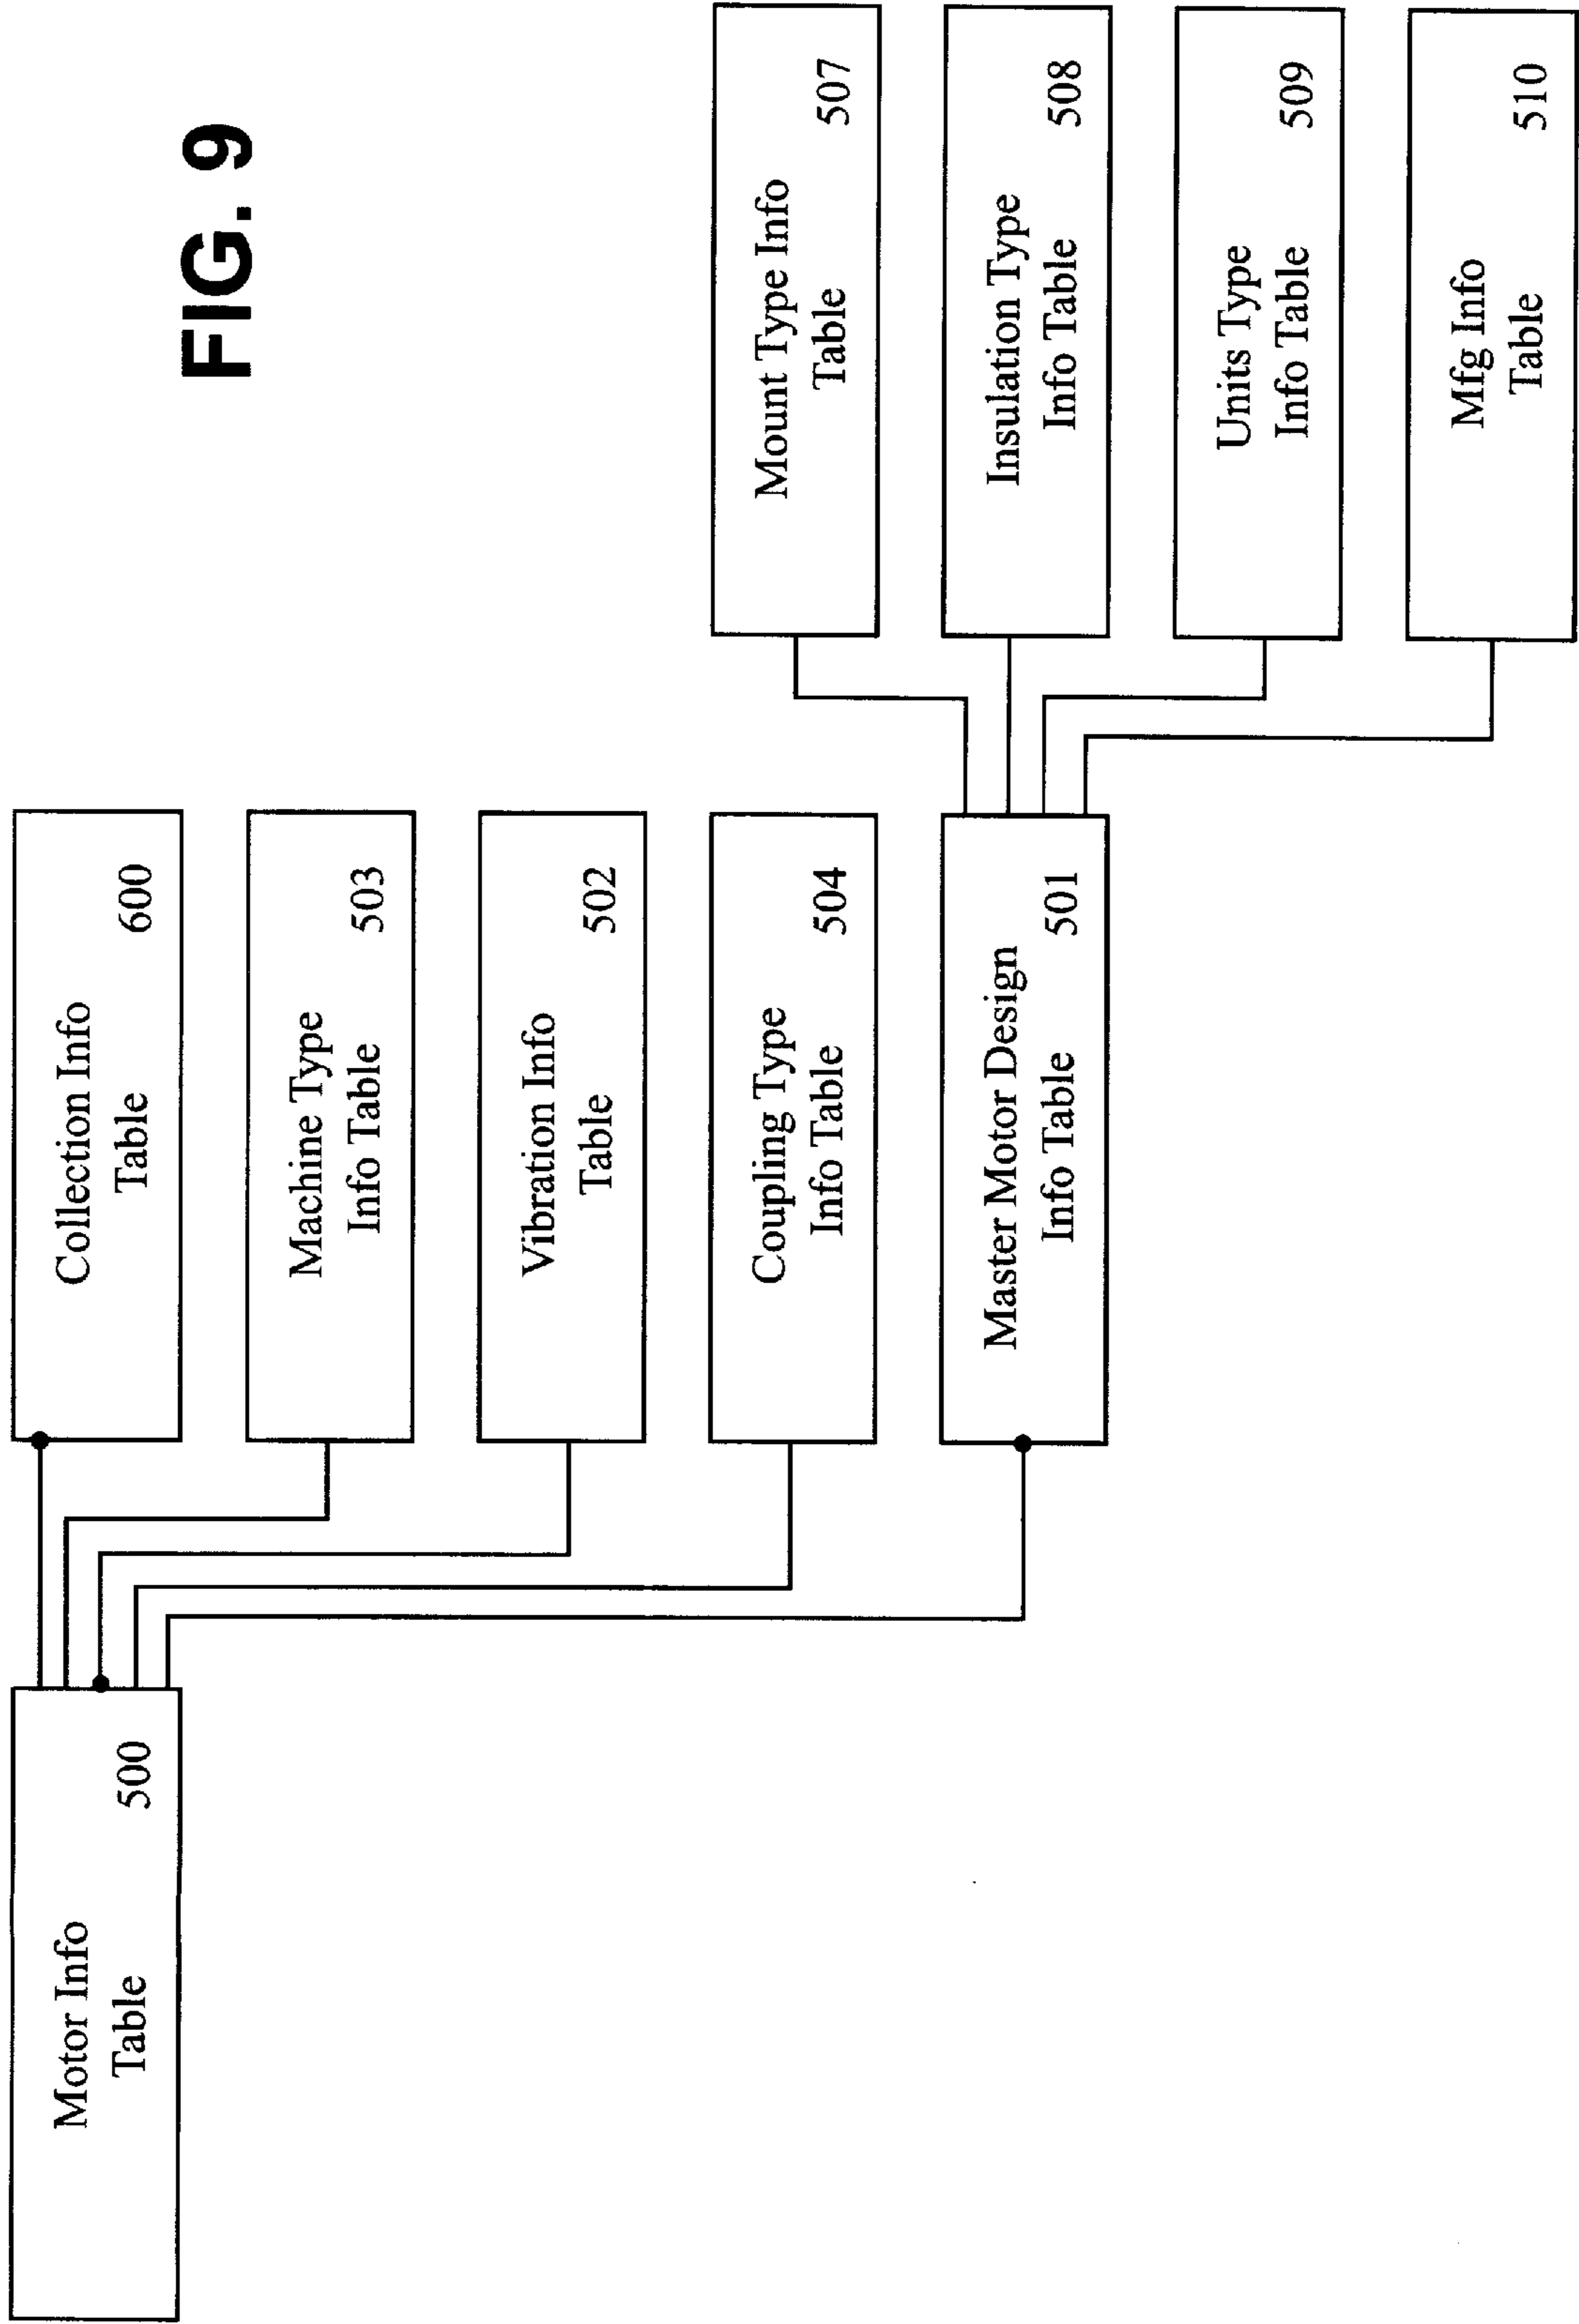 FIG. 9
Motor Info
Table 500
Collection Info
Table 600
Machine Type
Info Table 503
Vibration Info
Table 502
Coupling Type
Info Table 504
Master Motor Design
Info Table 501
Mount Type Info
Table 507
Insulation Type
Info Table 508
Units Type
Info Table 509
Mfg Info
Table 510